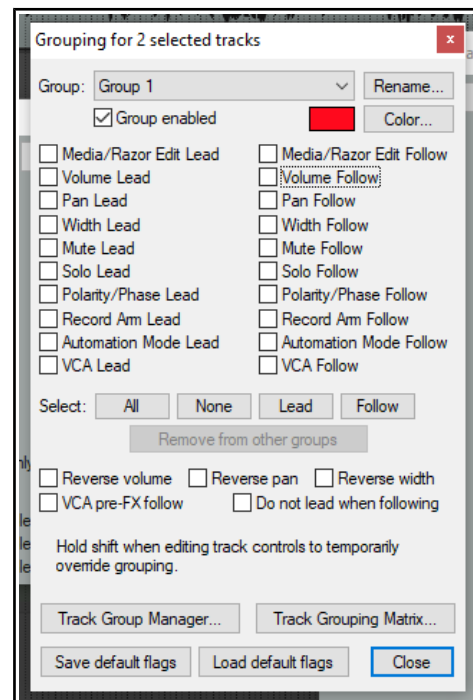 Grouping for 2 selected tracks
x
Group: Group 1 Rename...
Group enabled Color...
Media/Razor Edit Lead Media/Razor Edit Follow
Volume Lead Volume Follow
Pan Lead Pan Follow
Width Lead Width Follow
Mute Lead Mute Follow
Solo Lead Solo Follow
Polarity/Phase Lead Polarity/Phase Follow
Record Arm Lead Record Arm Follow
Automation Mode Lead Automation Mode Follow
VCA Lead VCA Follow
Select: All None Lead Follow
Remove from other groups
Reverse volume Reverse pan Reverse width
VCA pre-FX follow Do not lead when following
Hold shift when editing track controls to temporarily
override grouping.
Track Group Manager... Track Grouping Matrix...
Save default flags Load default flags Close